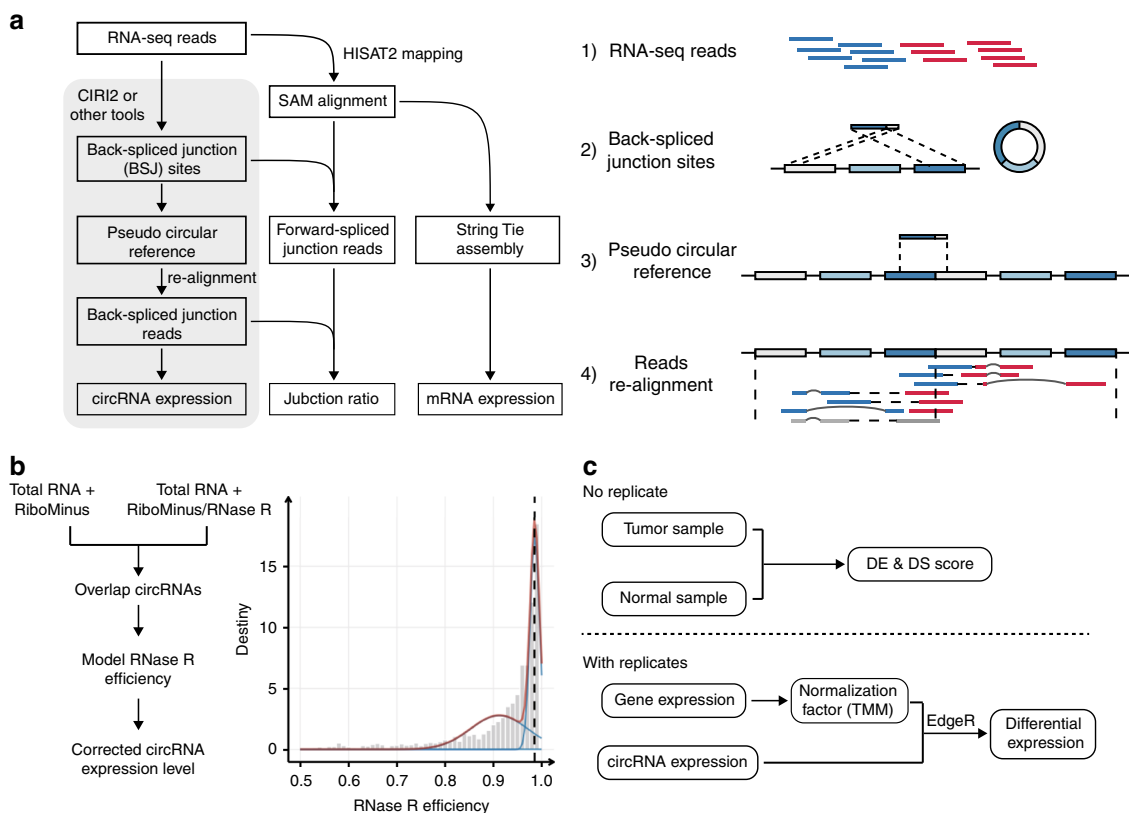 a
RNA-seq reads
HISAT2 mapping
CIRI2 or
other tools
SAM alignment
Back-spliced junction
(BSJ) sites
Pseudo circular
reference
Forward-spliced
junction reads
String Tie
assembly
re-alignment
Back-spliced junction
reads
circRNA expression
Jubction ratio
mRNA expression
1) RNA-seq reads
2) Back-spliced
junction sites
3) Pseudo circular
reference
4) Reads
re-alignment
b
Total RNA +
RiboMinus
Total RNA +
RiboMinus/RNase R
Overlap circRNAs
Model RNase R
efficiency
Corrected circRNA
expression level
Destiny
15
10
5
0
0.5 0.6 0.7 0.8 0.9 1.0
RNase R efficiency
c
No replicate
Tumor sample
Normal sample
DE & DS score
With replicates
Gene expression
Normalization
factor (TMM)
EdgeR
Differential
expression
circRNA expression